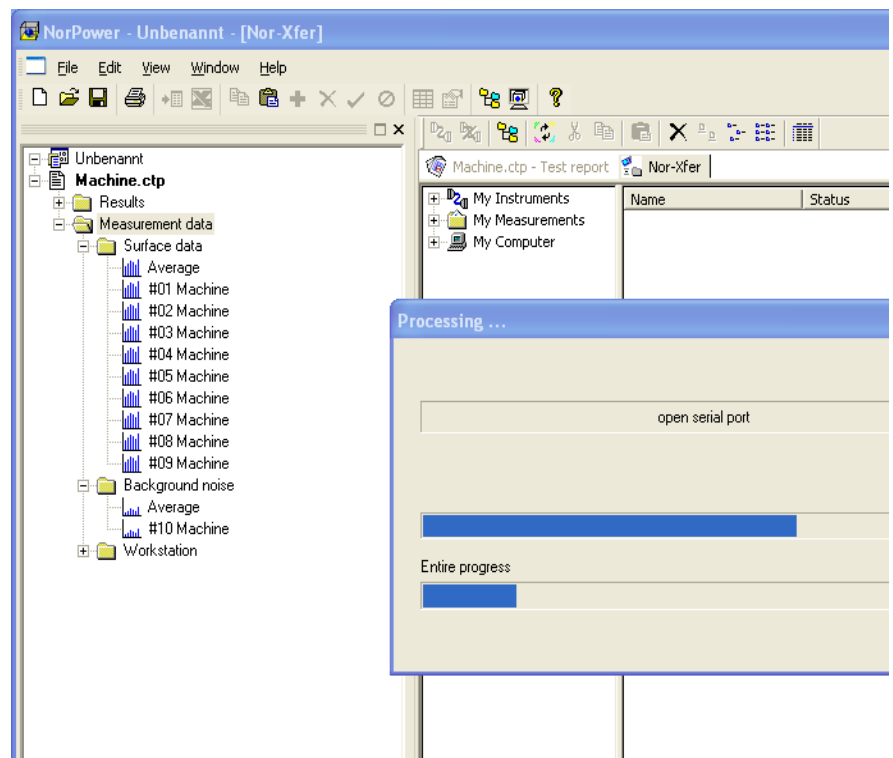 NorPower - Unbenannt - [Nor-Xfer]
File Edit View Window Help
Unbenannt
Machine.ctp
Results
Measurement data
Surface data
Average
#01 Machine
#02 Machine
#03 Machine
#04 Machine
#05 Machine
#06 Machine
#07 Machine
#08 Machine
#09 Machine
Background noise
Average
#10 Machine
Workstation
Machine.ctp - Test report Nor-Xfer
My Instruments
My Measurements
My Computer
Name Status
Processing ...
open serial port
Entire progress